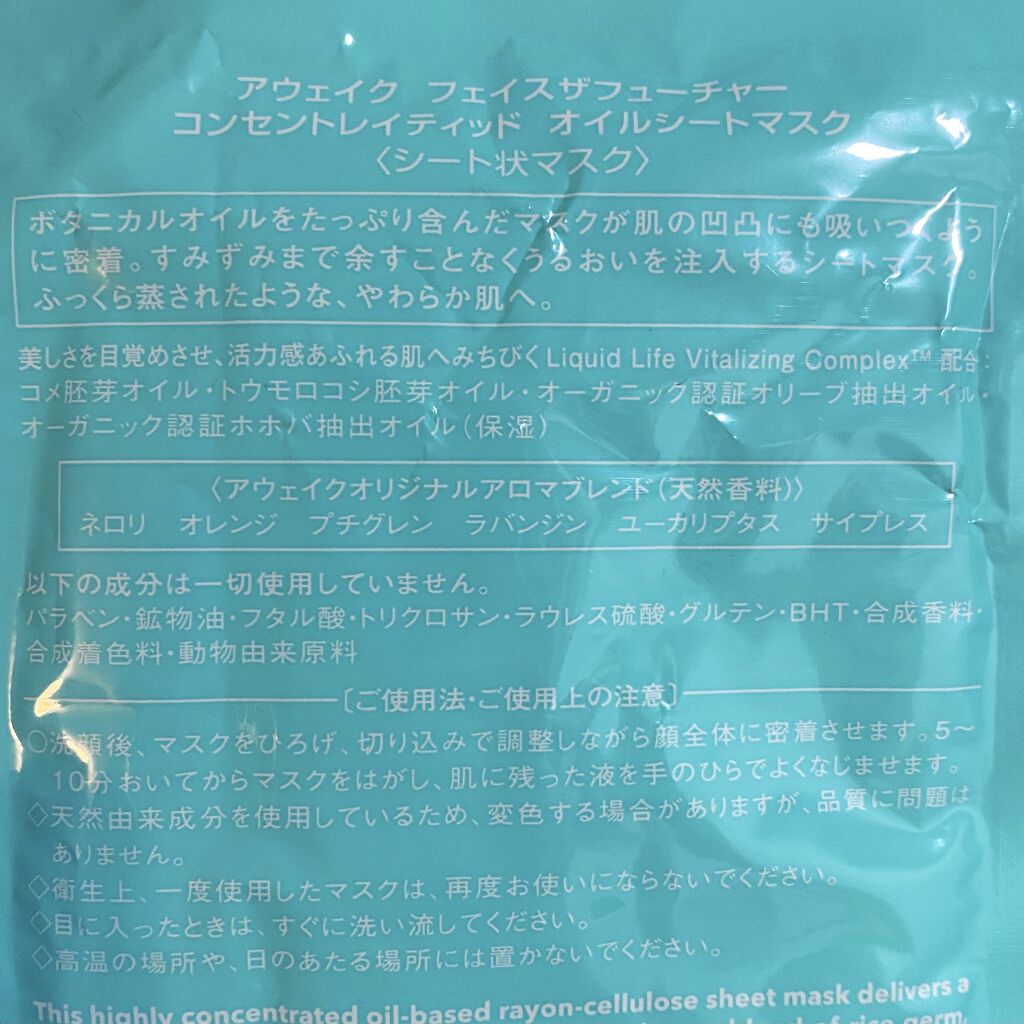 アウェイク フェイスザフューチャー
コンセントレイティッド オイルシートマスク
〈シート状マスク〉
ボタニカルオイルをたっぷり含んだマスクが肌の凹凸にも吸いつくよう
に密着。すみずみまで余すことなくうるおいを注入するシートマスク。
ふっくら蒸されたような、やわらか肌へ。
美しさを目覚めさせ、活力感あふれる肌へみちびくLiquid Life Vitalizing Complex™ 配合:
コメ胚芽オイル・トウモロコシ胚芽オイル・オーガニック認証オリーブ抽出オイル・
オーガニック認証ホホバ抽出オイル(保湿)
〈アウェイクオリジナルアロマブレンド(天然香料)〉
ネロリ オレンジ プチグレン ラバンジン ユーカリプタス サイプレス
以下の成分は一切使用していません。
パラベン・鉱物油・フタル酸・トリクロサン・ラウレス硫酸・グルテン・BHT・合成香料・
合成着色料・動物由来原料
〔ご使用法・ご使用上の注意〕
○洗顔後、マスクをひろげ、切り込みで調整しながら顔全体に密着させます。5〜
10分おいてからマスクをはがし、肌に残った液を手のひらでよくなじませます。
◇天然由来成分を使用しているため、変色する場合がありますが、品質に問題は
ありません。
◇衛生上、一度使用したマスクは、再度お使いにならないでください。
◇目に入ったときは、すぐに洗い流してください。
◇高温の場所や、日のあたる場所には置かないでください。
This highly concentrated oil-based rayon-cellulose sheet mask delivers a
blend of rice germ,